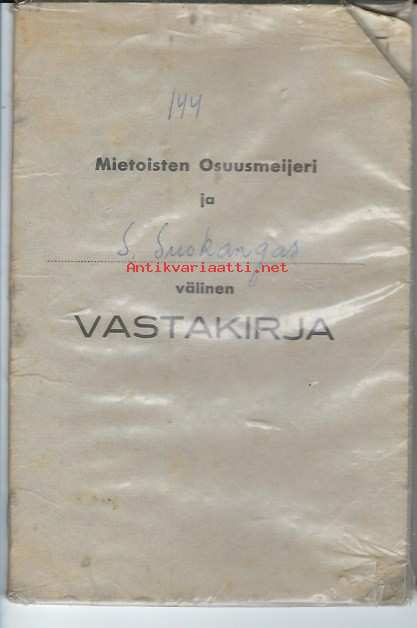 144
Mietoisten Osuusmeijeri
ja
S. Suokangas
Antikvariaatti.net
välinen
VASTAKIRJA